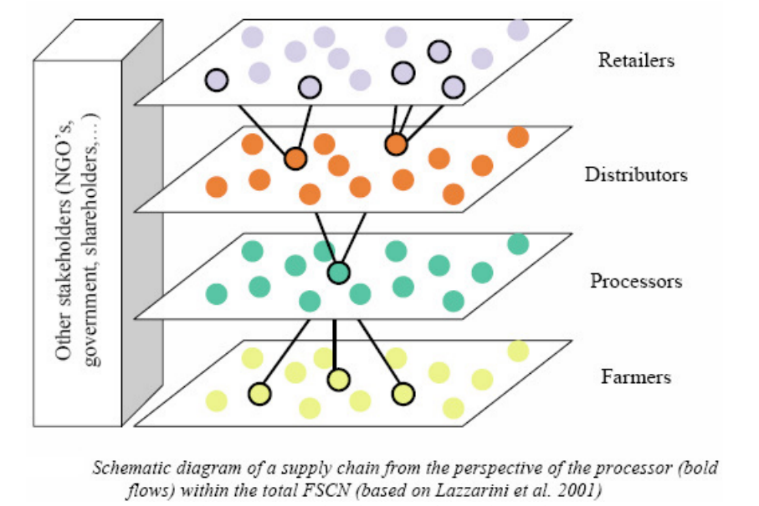 Other stakeholders (NGO's,
government, shareholders,...)
Retailers
Distributors
Processors
Farmers
Schematic diagram of a supply chain from the perspective of the processor (bold
flows) within the total FSCN (based on Lazzarini et al. 2001)